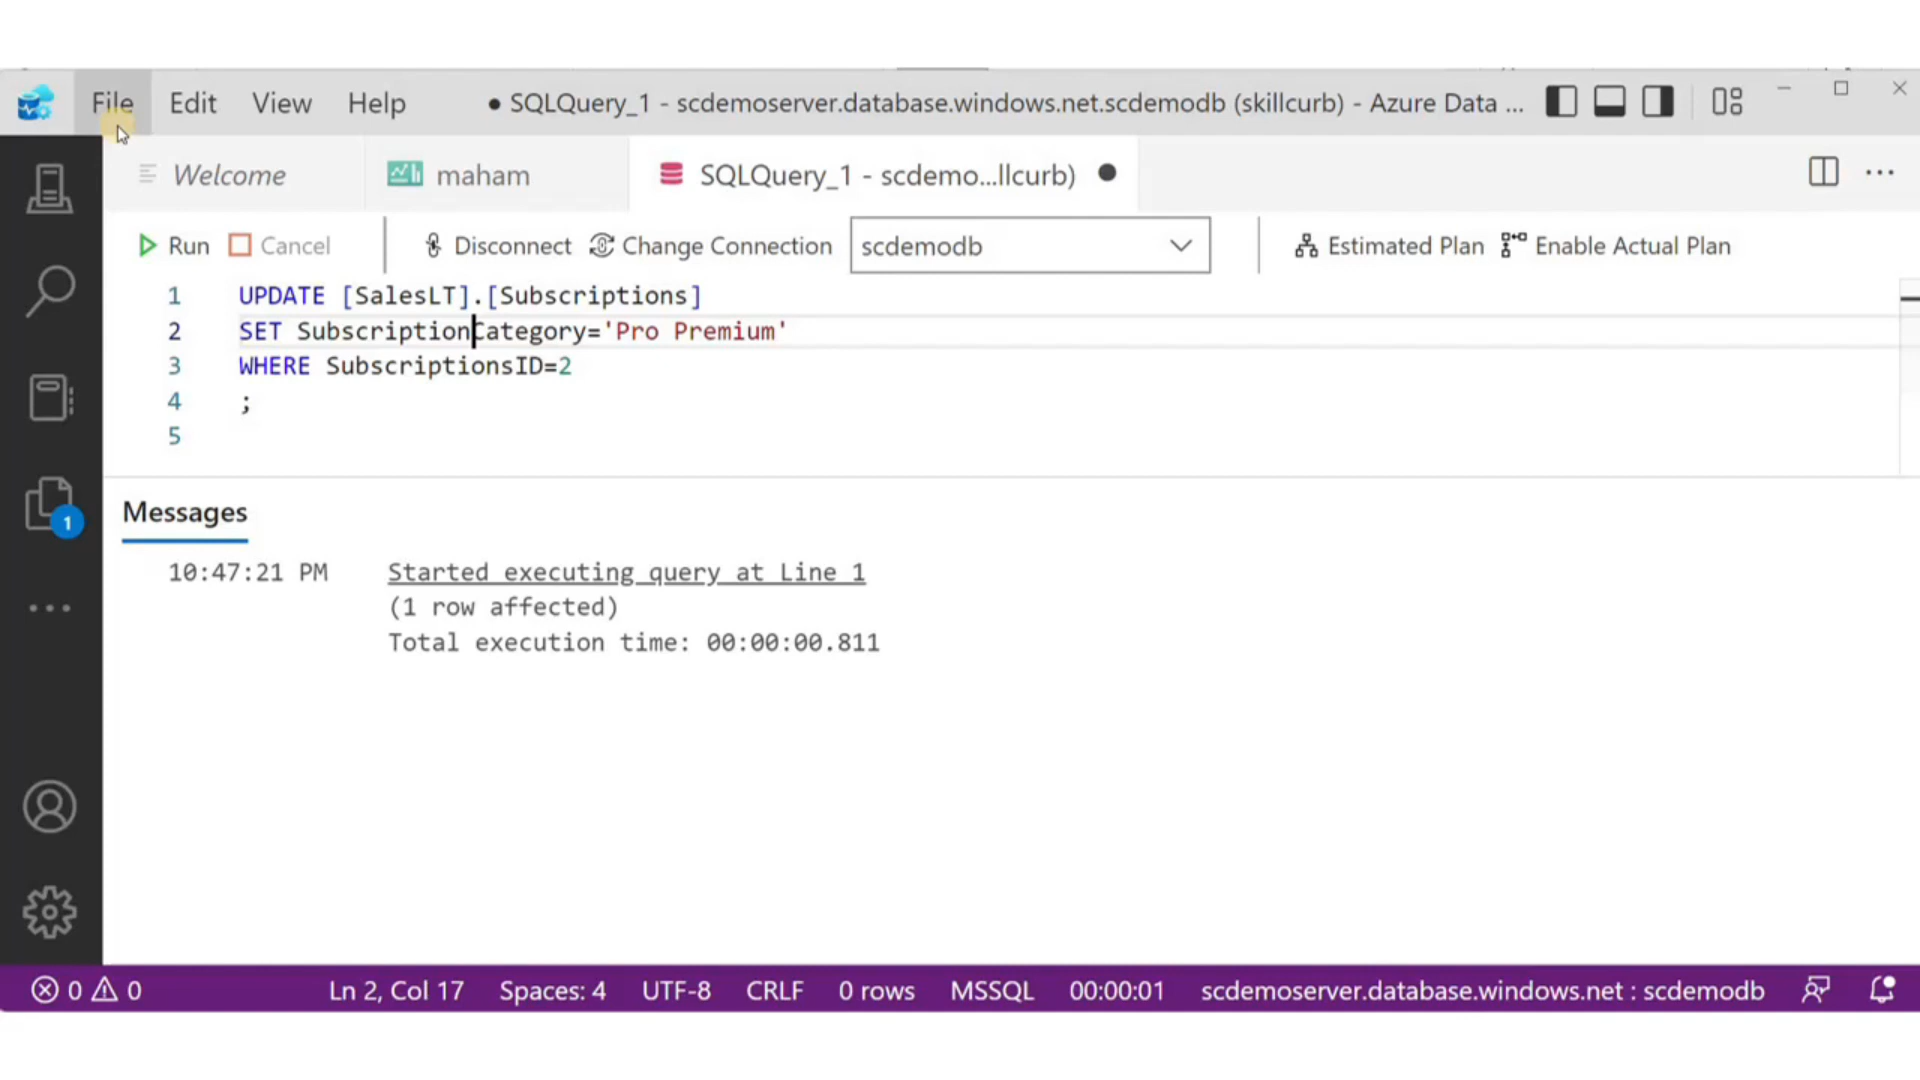 File Edit View Help ● SQLQuery_1 - scdemoserver.database.windows.net.scdemodb (skillcurb) - Azure Data ...
Welcome maham SQLQuery_1 - scdemo...llcurb)
Run Cancel Disconnect Change Connection scdemodb Estimated Plan Enable Actual Plan
1 UPDATE [SalesLT].[Subscriptions]
2 SET SubscriptionCategory='Pro Premium'
3 WHERE SubscriptionsID=2
4 ;
5
1
Messages
10:47:21 PM Started executing query at Line 1
(1 row affected)
Total execution time: 00:00:00.811
0 0 Ln 2, Col 17 Spaces: 4 UTF-8 CRLF 0 rows MSSQL 00:00:01 scdemoserver.database.windows.net : scdemodb